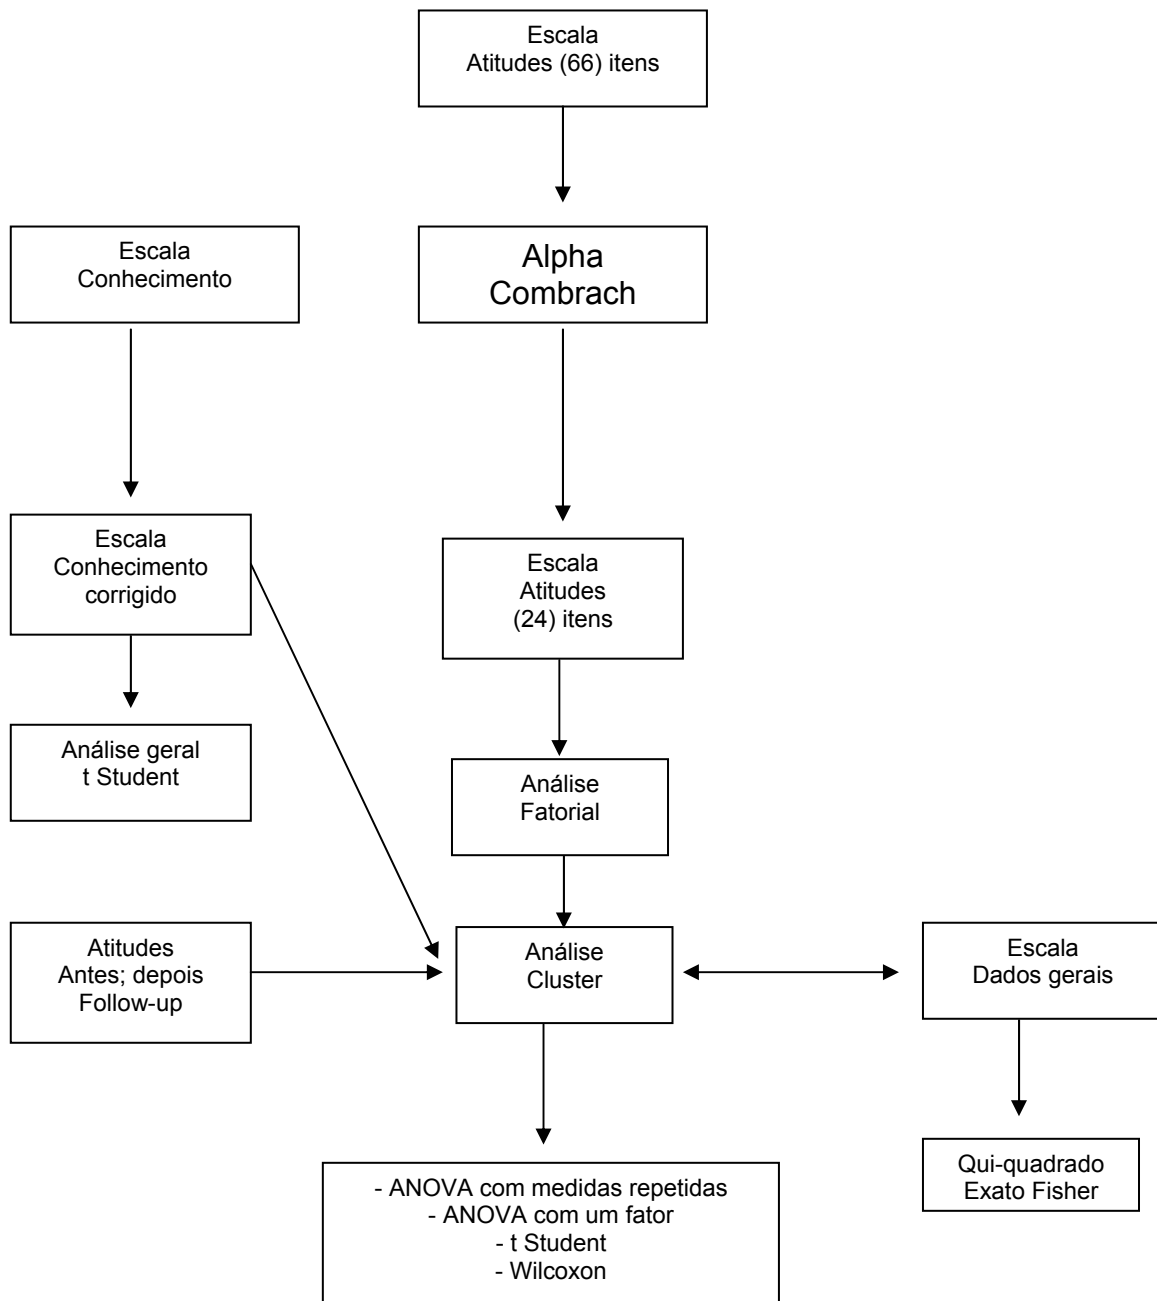 Escala
Atitudes (66) itens
Escala
Conhecimento
Alpha
Combrach
Escala
Conhecimento
corrigido
Escala
Atitudes
(24) itens
Análise geral
t Student
Análise
Fatorial
Atitudes
Antes; depois
Follow-up
Análise
Cluster
Escala
Dados gerais
- ANOVA com medidas repetidas
- ANOVA com um fator
- t Student
- Wilcoxon
Qui-quadrado
Exato Fisher